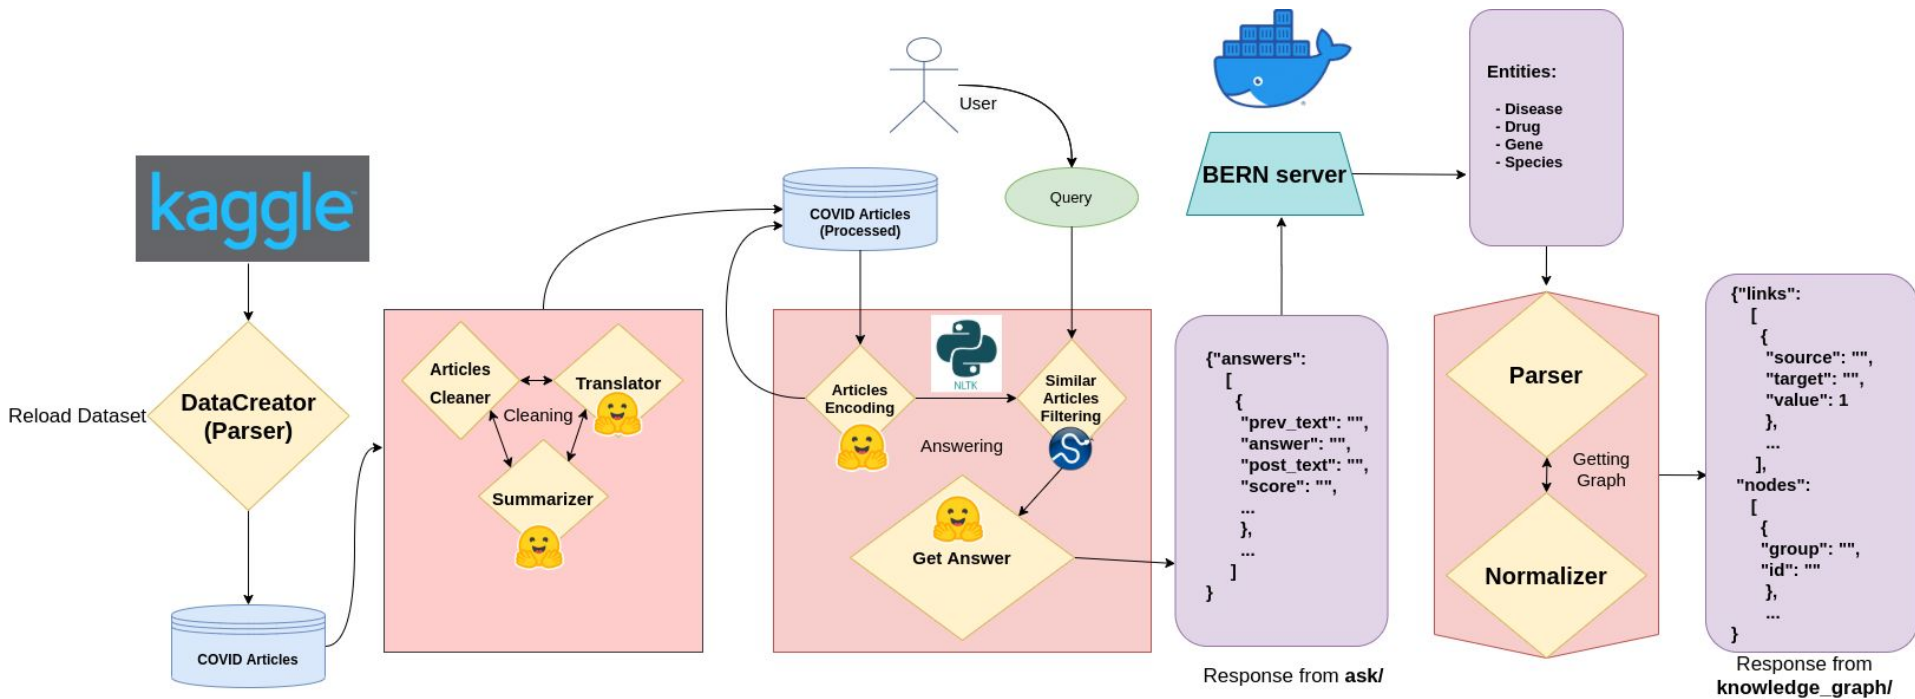 kaggle
Reload Dataset
DataCreator
(Parser)
COVID Articles
Articles
Cleaner
Translator
Cleaning
Summarizer
User
COVID Articles
(Processed)
Query
NLTK
Articles
Encoding
Similar
Articles
Filtering
Answering
Get Answer
{"answers":
[
{
"prev_text": "",
"answer": "",
"post_text": "",
"score": "",
...
},
...
]
}
Response from ask/
BERN server
Entities:
- Disease
- Drug
- Gene
- Species
Parser
Getting
Graph
Normalizer
{"links":
[
{
"source": "",
"target": "",
"value": 1
},
...
],
"nodes":
[
{
"group": "",
"id": ""
},
...
}
Response from
knowledge_graph/